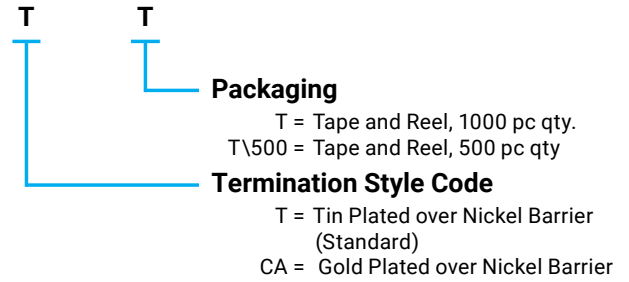 T T
Packaging
T = Tape and Reel, 1000 pc qty.
T\500 = Tape and Reel, 500 pc qty
Termination Style Code
T = Tin Plated over Nickel Barrier
(Standard)
CA = Gold Plated over Nickel Barrier